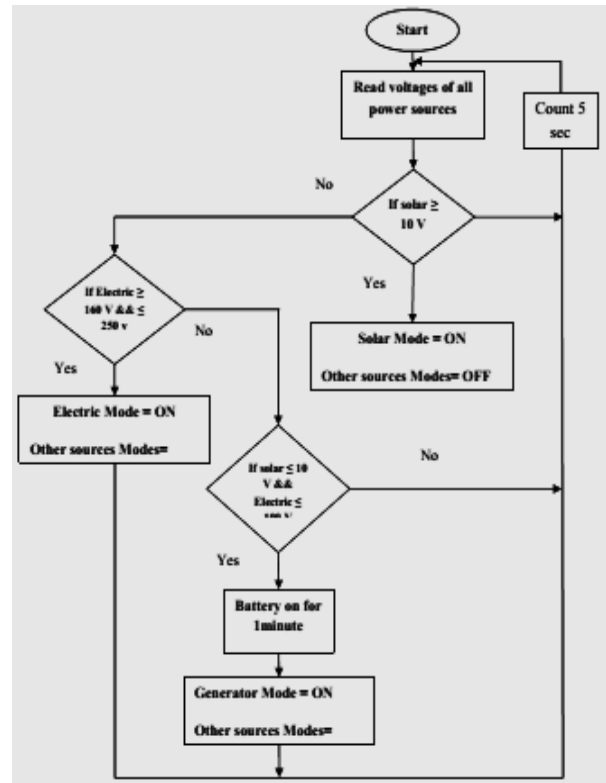 Start
Read voltages of all
power sources
Count 5
sec
No
If solar ≥
10 V
Yes
If Electric ≥
160 V && ≤
250 v
No
Solar Mode = ON
Other sources Modes= OFF
Yes
Electric Mode = ON
Other sources Modes=
If solar ≤ 10
V &&
Electric ≤
No
Yes
Battery on for
1minute
Generator Mode = ON
Other sources Modes=